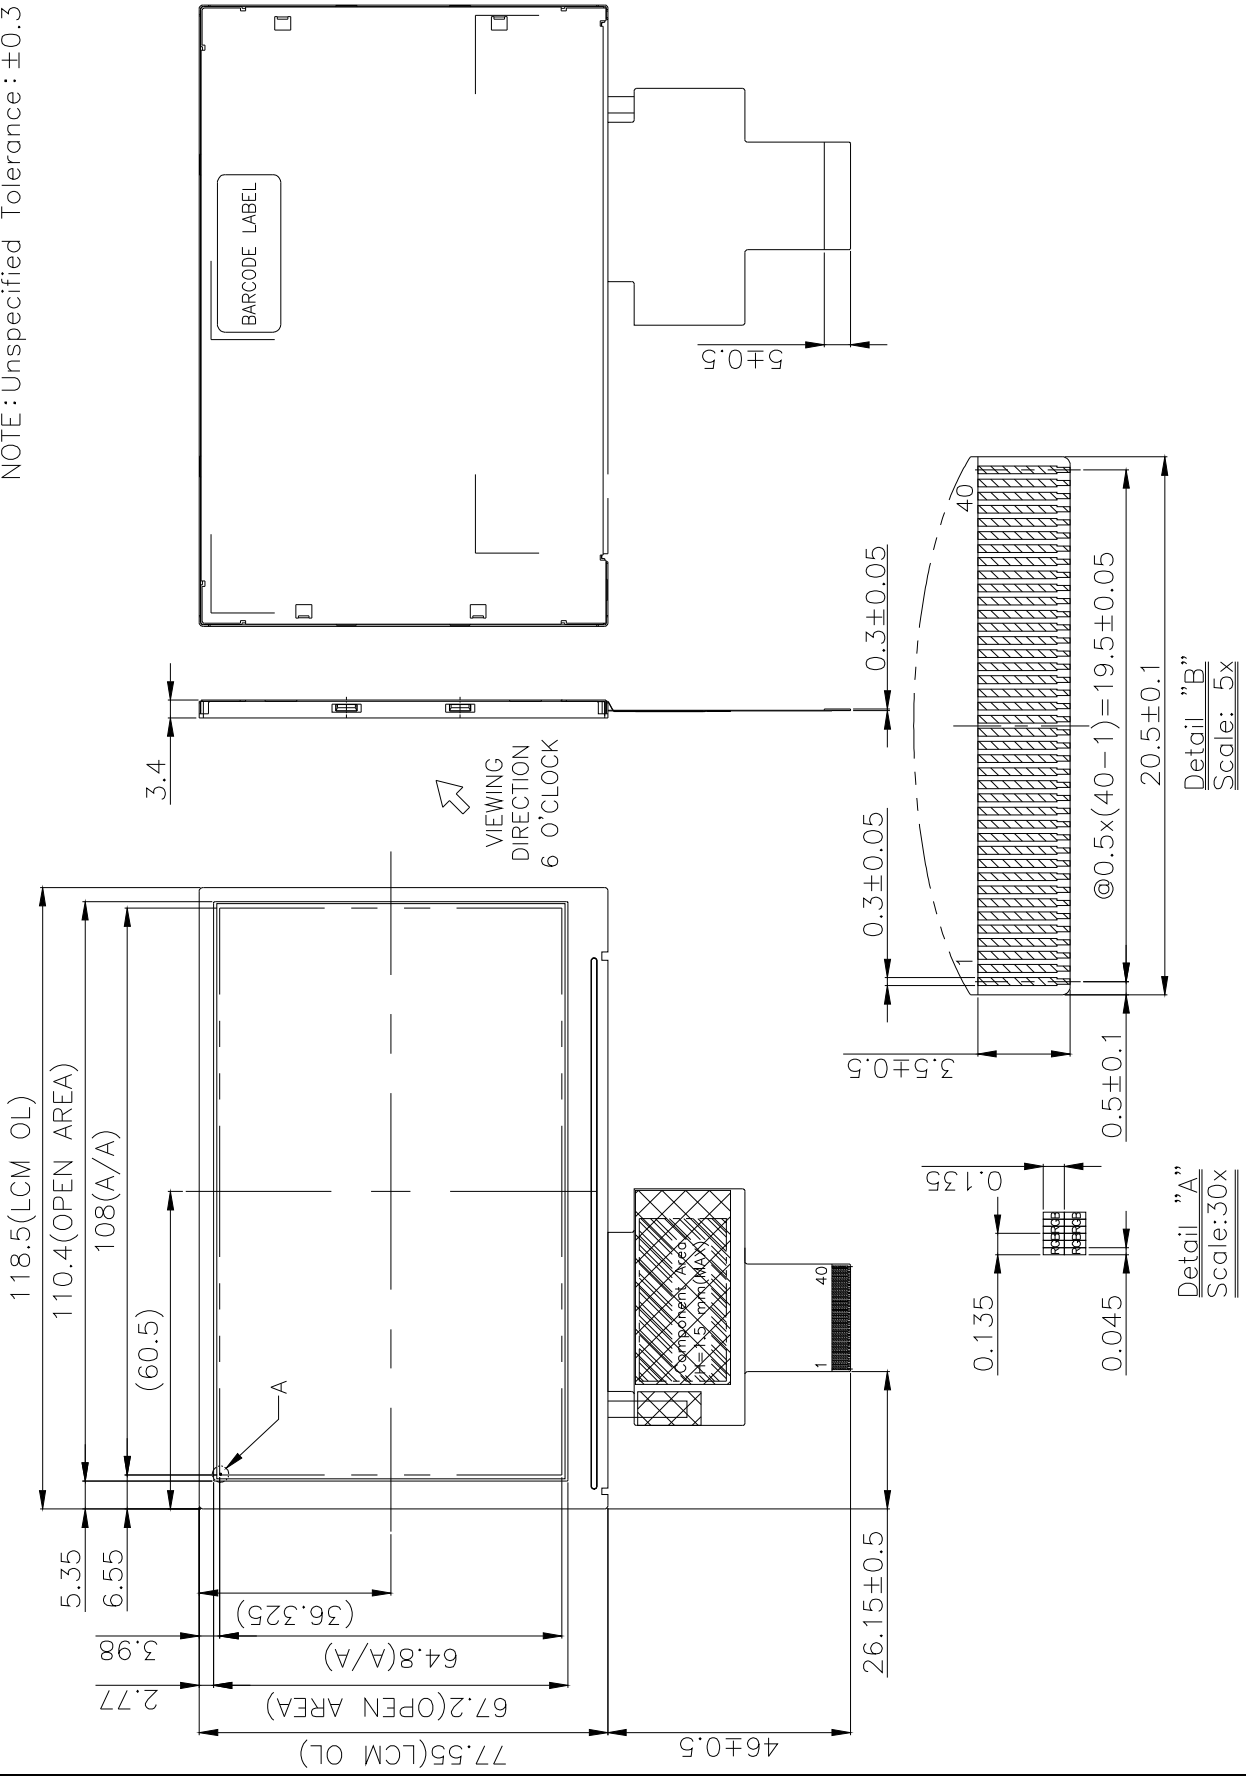 NOTE:Unspecified Tolerance:±0.3
118.5(LCM OL)
110.4(OPEN AREA)
108(A/A)
(60.5)
5.35
6.55
A
3.98
2.77
(36.325)
64.8(A/A)
67.2(OPEN AREA)
77.55(LCM OL)
46±0.5
26.15±0.5
Component Area
H=1.5 mm(MAX)
1
40
3.4
VIEWING
DIRECTION
6 O'CLOCK
0.3±0.05
BARCODE LABEL
5±0.5
0.135
0.135
0.045
RGBRGB
RGBRGB
Detail "A"
Scale:30x
0.3±0.05
3.5±0.5
1
40
0.5±0.1
@0.5x(40-1)=19.5±0.05
20.5±0.1
Detail "B"
Scale: 5x